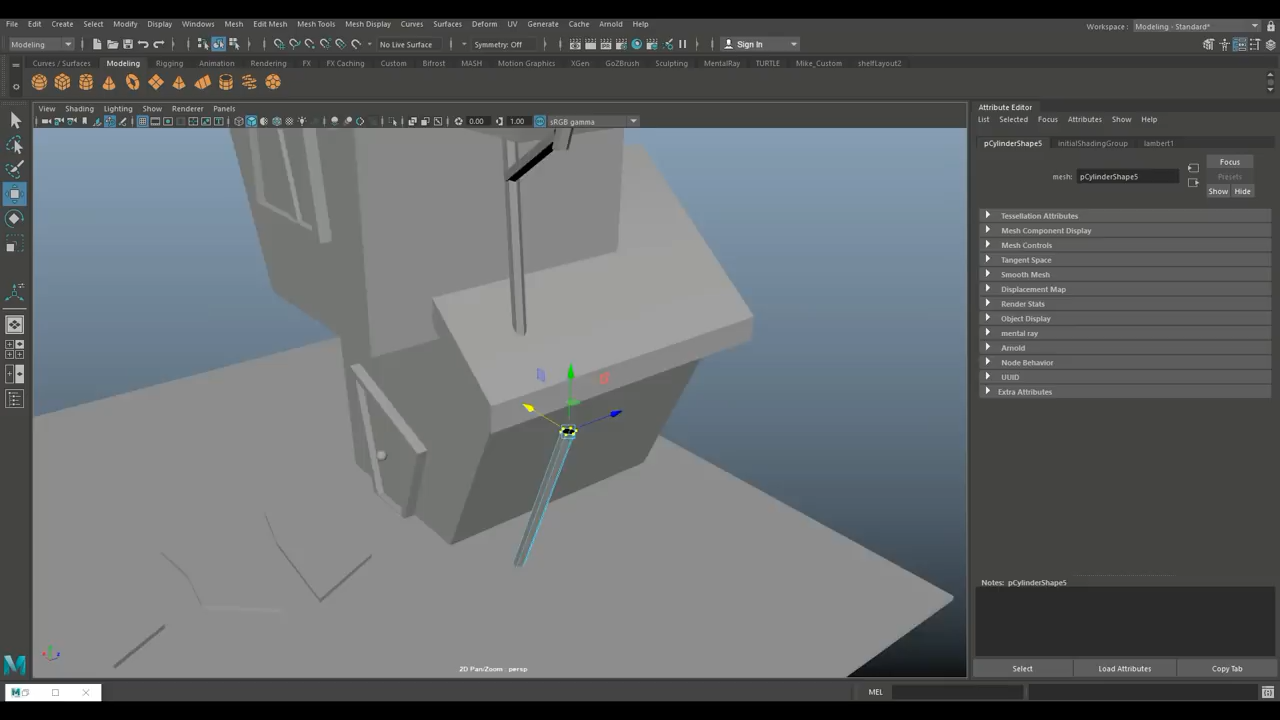 File Edit Create Select Modify Display Windows Mesh Edit Mesh Mesh Tools Mesh Display Curves Surfaces Deform UV Generate Cache Arnold Help
Workspace : Modeling - Standard*
Modeling
No Live Surface
Symmetry: Off
Sign In
Curves / Surfaces Modeling Rigging Animation Rendering FX FX Caching Custom Bifrost MASH Motion Graphics XGen GoZBrush Sculpting MentalRay TURTLE Mike_Custom shelfLayout2
View Shading Lighting Show Renderer Panels
0.00 1.00 sRGB gamma
Attribute Editor
List Selected Focus Attributes Show Help
pCylinderShape5 initialShadingGroup lambert1
Focus
mesh: pCylinderShape5
Presets
Show Hide
Tessellation Attributes
Mesh Component Display
Mesh Controls
Tangent Space
Smooth Mesh
Displacement Map
Render Stats
Object Display
mental ray
Arnold
Node Behavior
UUID
Extra Attributes
Notes: pCylinderShape5
2D Pan/Zoom : persp
Select Load Attributes Copy Tab
MEL